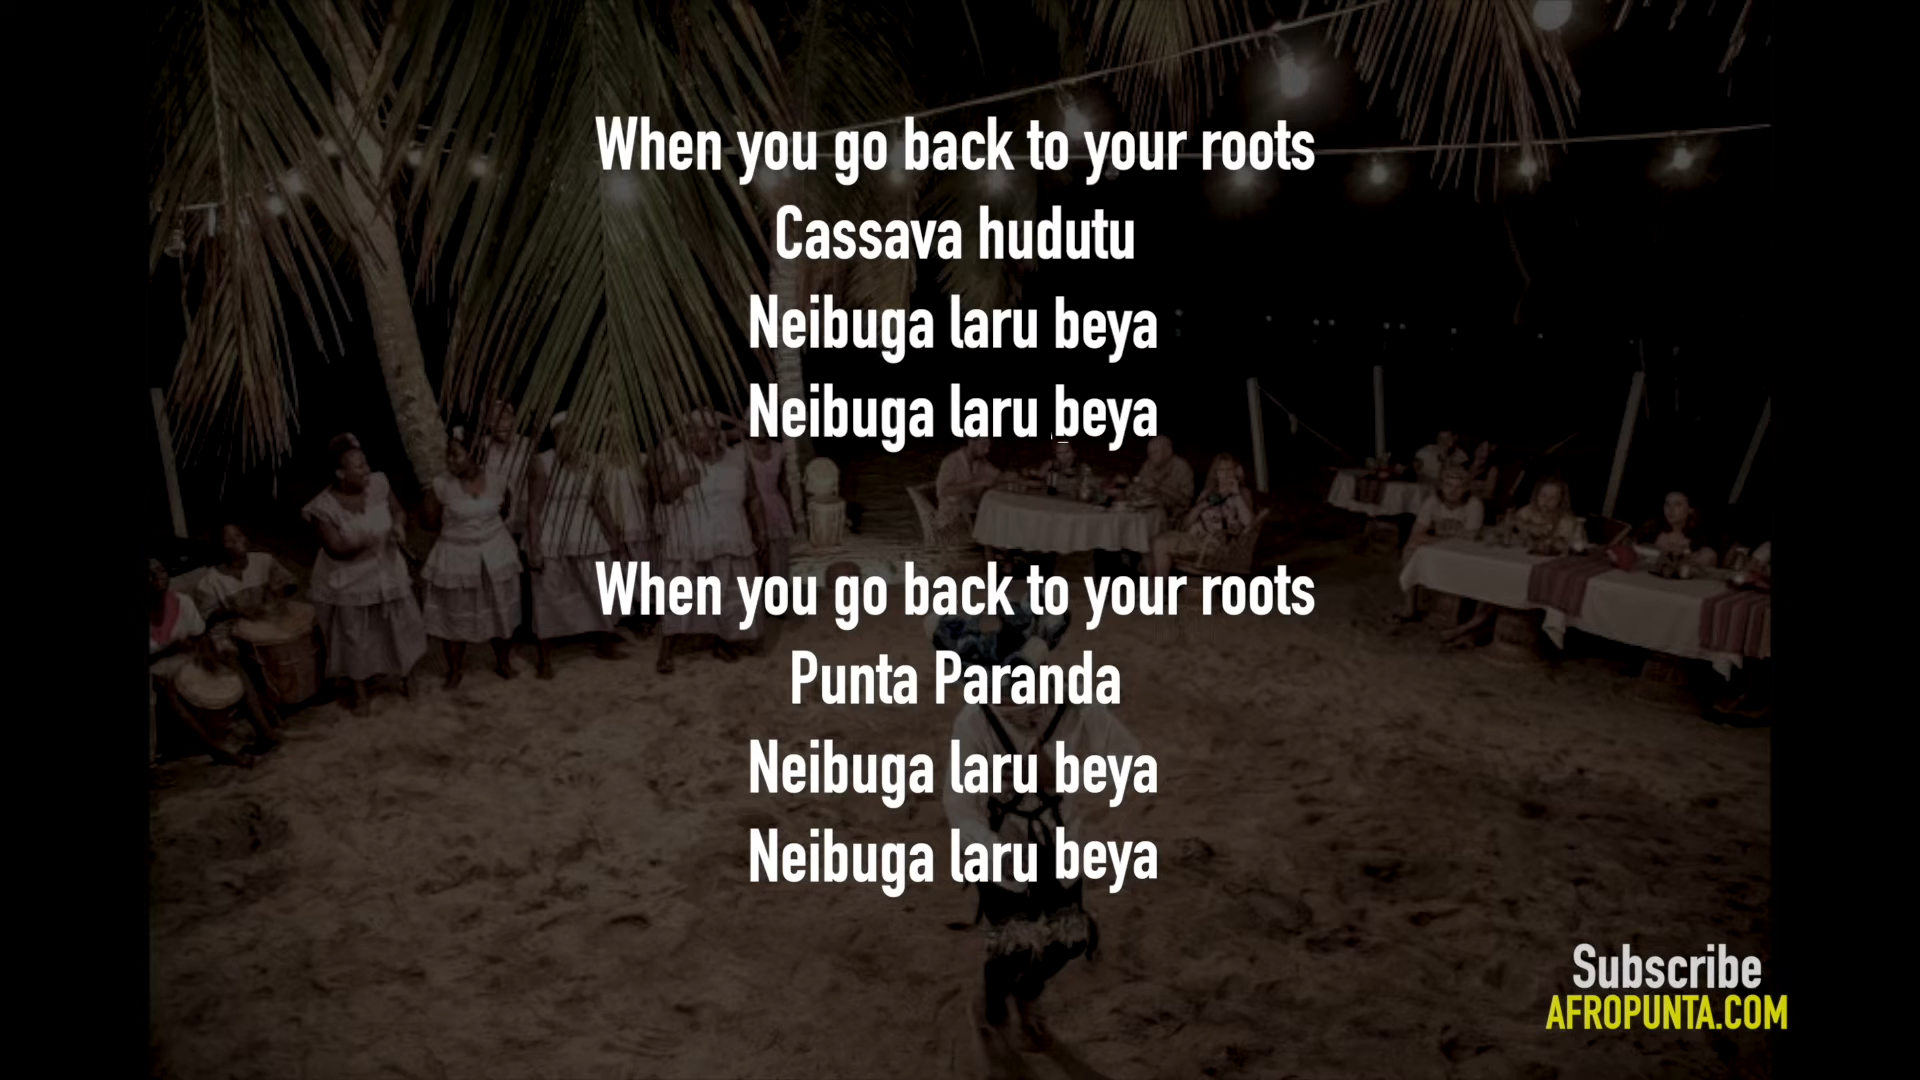 When you go back to your roots
Cassava hudutu
Neibuga laru beya
Neibuga laru beya
When you go back to your roots
Punta Paranda
Neibuga laru beya
Neibuga laru beya
Subscribe
AFROPUNTA.COM